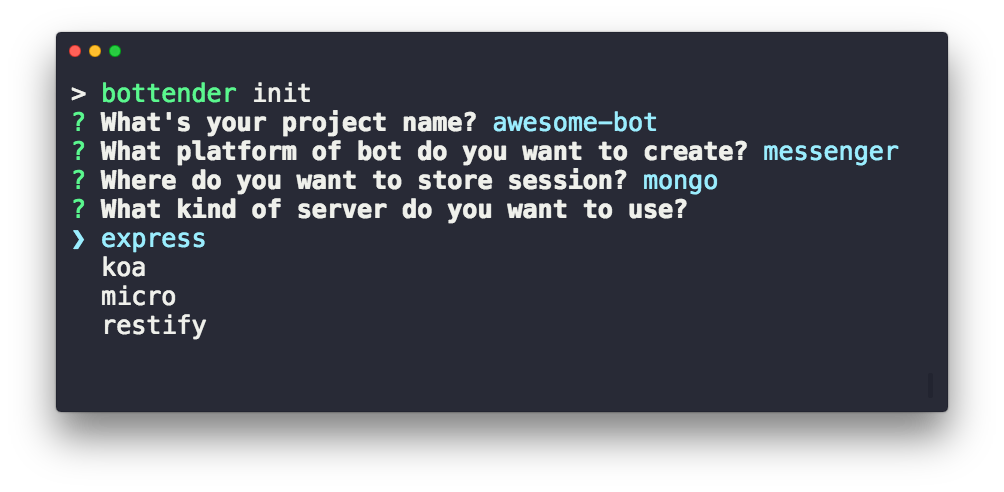 > bottender init
? What's your project name? awesome-bot
? What platform of bot do you want to create? messenger
? Where do you want to store session? mongo
? What kind of server do you want to use?
❯ express
koa
micro
restify